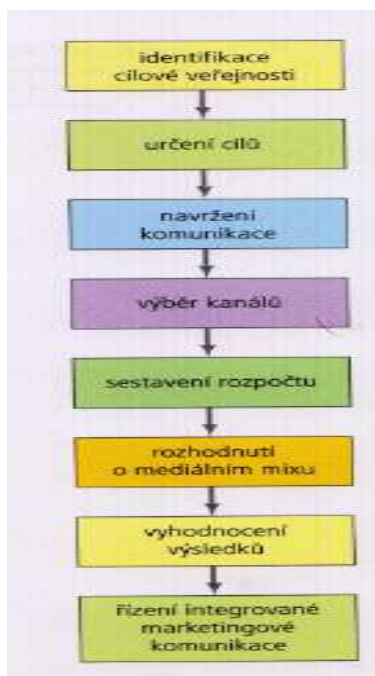 identifikace
cílové veřejnosti
určení cílů
navržení
komunikace
výběr kanálů
sestavení rozpočtu
rozhodnutí
o mediálním mixu
vyhodnocení
výsledků
řízení integrované
marketingové
komunikace